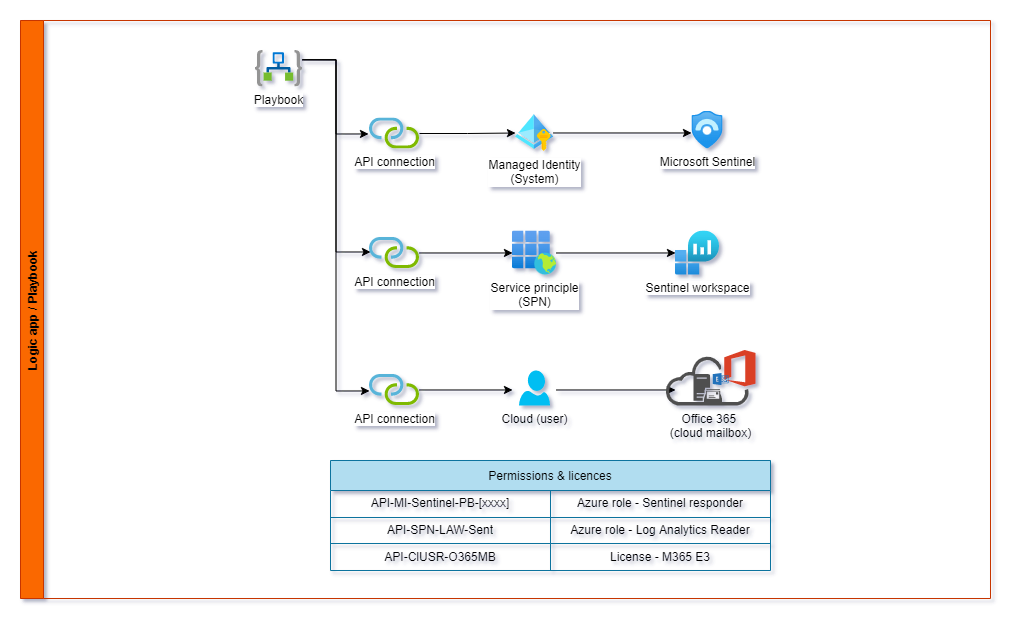 Logic app / Playbook
Playbook
API connection
Managed Identity
(System)
Microsoft Sentinel
API connection
Service principle
(SPN)
Sentinel workspace
API connection
Cloud (user)
Office 365
(cloud mailbox)
Permissions & licences
API-MI-Sentinel-PB-[xxxx]
Azure role - Sentinel responder
API-SPN-LAW-Sent
Azure role - Log Analytics Reader
API-CIUSR-O365MB
License - M365 E3